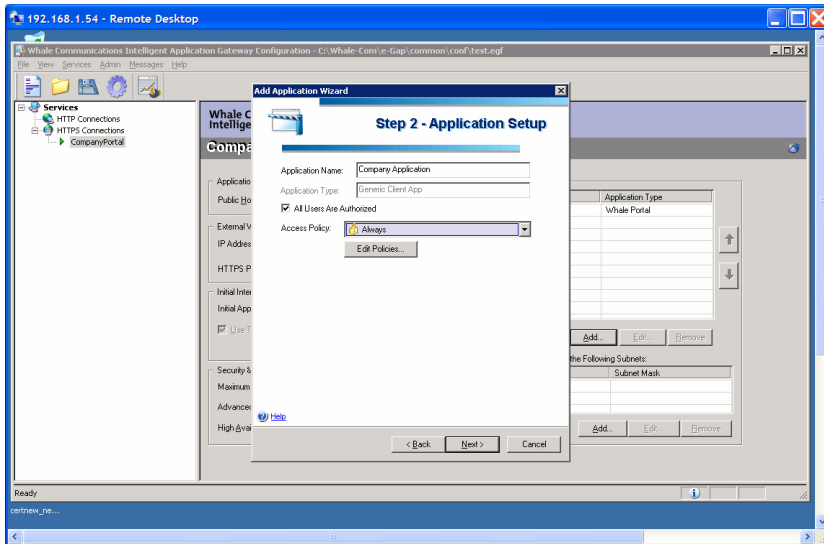 192.168.1.54 - Remote Desktop
Whale Communications Intelligent Application Gateway Configuration - C:\Whale-Com\e-Gap\common\conf\test.egf
File View Services Admin Messages Help
Services
HTTP Connections
HTTPS Connections
CompanyPortal
Whale C
Intellige
Compa
Applicatio
Public Ho
External V
IP Addres
HTTPS P
Initial Inter
Initial App
Use T
Security &
Maximum
Advanced
High Avai
Add Application Wizard
Step 2 - Application Setup
Application Name: Company Application
Application Type: Generic Client App
All Users Are Authorized
Access Policy: Always
Edit Policies...
Help
< Back Next > Cancel
Application Type
Whale Portal
Add... Edit... Remove
the Following Subnets:
Subnet Mask
Add... Edit... Remove
Ready
certnew_ne...